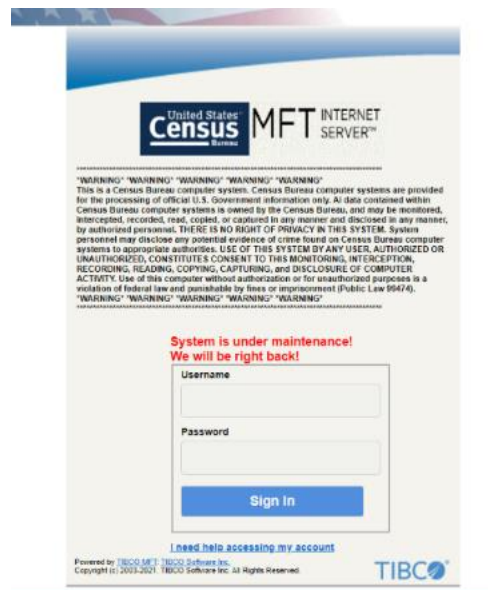 United States
Census
Bureau
MFT INTERNET
SERVER™
*WARNING* *WARNING* *WARNING* *WARNING* *WARNING*
This is a Census Bureau computer system. Census Bureau computer systems are provided
for the processing of official U.S. Government information only. Al data contained within
Census Bureau computer systems is owned by the Census Bureau, and may be monitored,
intercepted, recorded, read, copied, or captured in any manner and disclosed in any manner,
by authorized personnal. THERE IS NO RIGHT OF PRIVACY IN THIS SYSTEM. System
personnel may disclose any potential evidence of crime found on Census Bureau computer
systems to appropriate authorities. USE OF THIS SYSTEM BY ANY USER, AUTHORIZED OR
UNAUTHORIZED, CONSTITUTES CONSENT TO THIS MONITORING, INTERCEPTION,
RECORDING, READING, COPYING, CAPTURING, and DISCLOSURE OF COMPUTER
ACTIVITY. Use of this computer without authorization or for unauthorized purposes is a
violation of federal law and punishable by fines or imprisonment (Public Law 99474).
*WARNING* *WARNING* *WARNING* *WARNING* *WARNING*
System is under maintenance!
We will be right back!
Username
Password
Sign In
I need help accessing my account
Powered by TIBCO MFT; TIBCO Software Inc.
Copyright (c) 2003-2021. TIBCO Software Inc. All Rights Reserved.
TIBCO